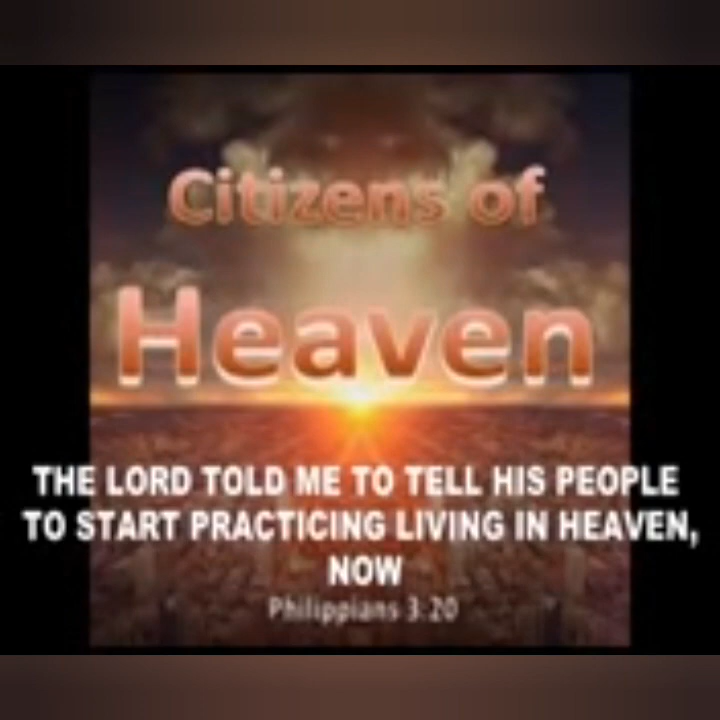 Citizens of
Heaven
THE LORD TOLD ME TO TELL HIS PEOPLE
TO START PRACTICING LIVING IN HEAVEN,
NOW
Philippians 3:20